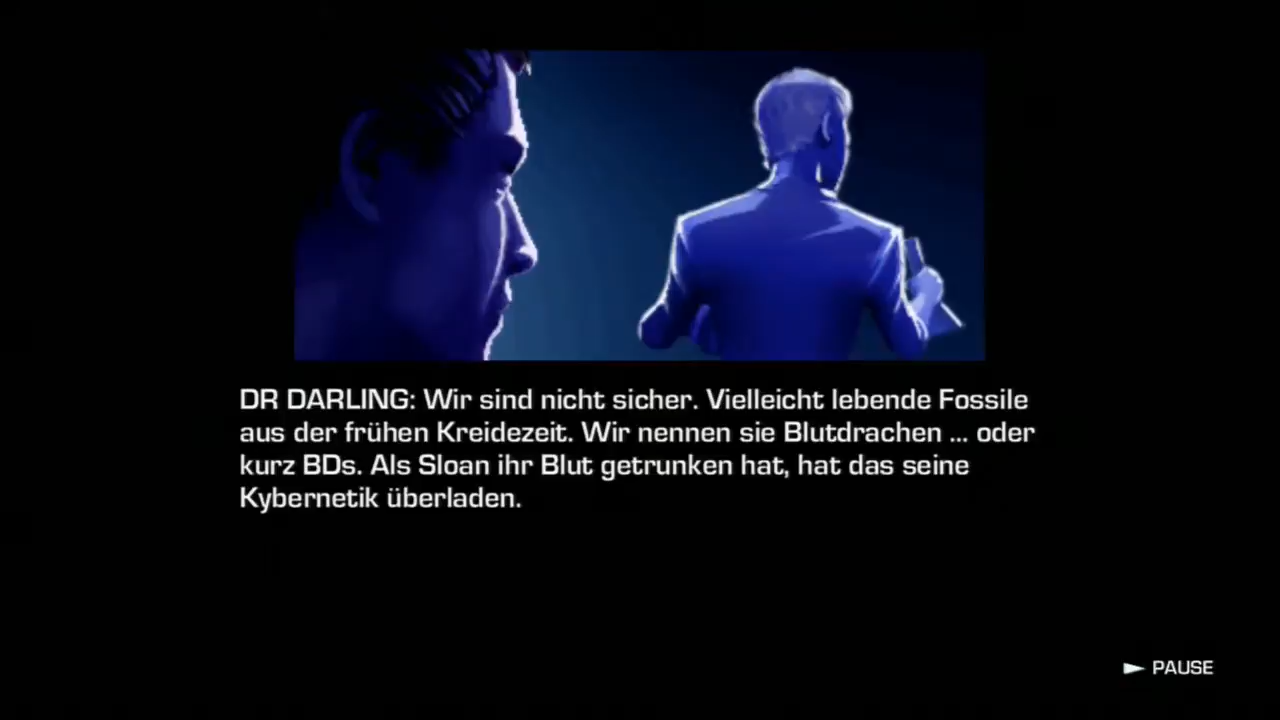 DR DARLING: Wir sind nicht sicher. Vielleicht lebende Fossile
aus der frühen Kreidezeit. Wir nennen sie Blutdrachen ... oder
kurz BDs. Als Sloan ihr Blut getrunken hat, hat das seine
Kybernetik überladen.
PAUSE